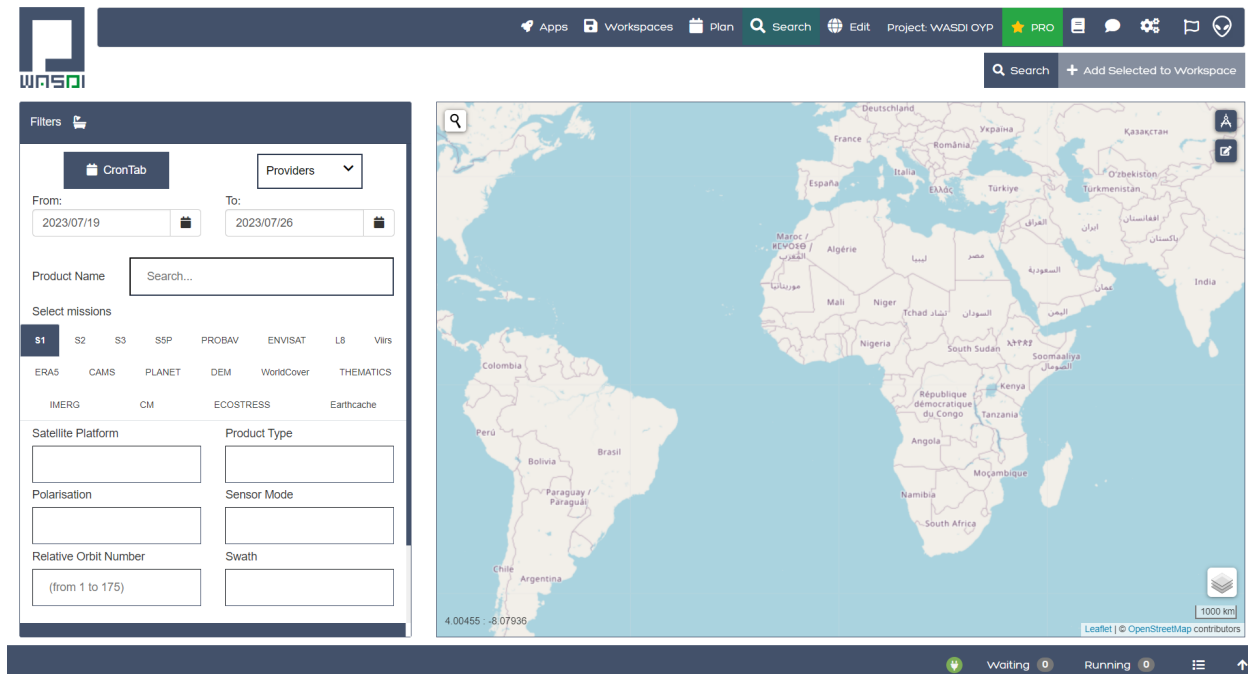 WASDI
Apps Workspaces Plan Search Edit Project: WASDI OYP PRO
Search Add Selected to Workspace
Filters
CronTab Providers
From: To:
2023/07/19 2023/07/26
Product Name Search...
Select missions
S1 S2 S3 S5P PROBAV ENVISAT L8 Viirs
ERA5 CAMS PLANET DEM WorldCover THEMATICS
IMERG CM ECOSTRESS Earthcache
Satellite Platform Product Type
Polarisation Sensor Mode
Relative Orbit Number Swath
(from 1 to 175)
Deutschland
Україна
Қазақстан
France
România
Italia
O'zbekiston
España
Ελλάς
Türkiye
Türkmenistan
افغانستان
العراق
ایران
پاکستان
Maroc /
ⵍⵎⵖⵔⵉⴱ /
المغرب
Algérie
ليبيا
مصر
السعودية
عمان
India
موريتانيا
Mali
Niger
Tchad تشاد
السودان
اليمن
Nigeria
South Sudan
Soomaaliya
الصومال
Colombia
Kenya
République
démocratique
du Congo
Tanzania
Perú
Angola
Brasil
Bolivia
Moçambique
Paraguay /
Paraguái
Namibia
South Africa
Chile
Argentina
4.00455 : -8.07936
1000 km
Leaflet | © OpenStreetMap contributors
Waiting 0 Running 0